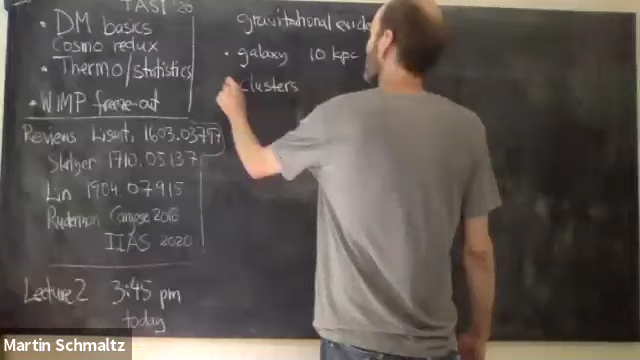 TASI '20
• DM basics
Cosmo redux
• Thermo/statistics
• WIMP freeze-out
Reviews Lisanti, 1603.03797
Slatyer 1710.05137
Lin 1904.07915
Ruderman Cargese 2016
IIAS 2020
Lecture 2 3:45 pm
today
gravitational
• galaxy 10 kpc
clusters
Martin Schmaltz